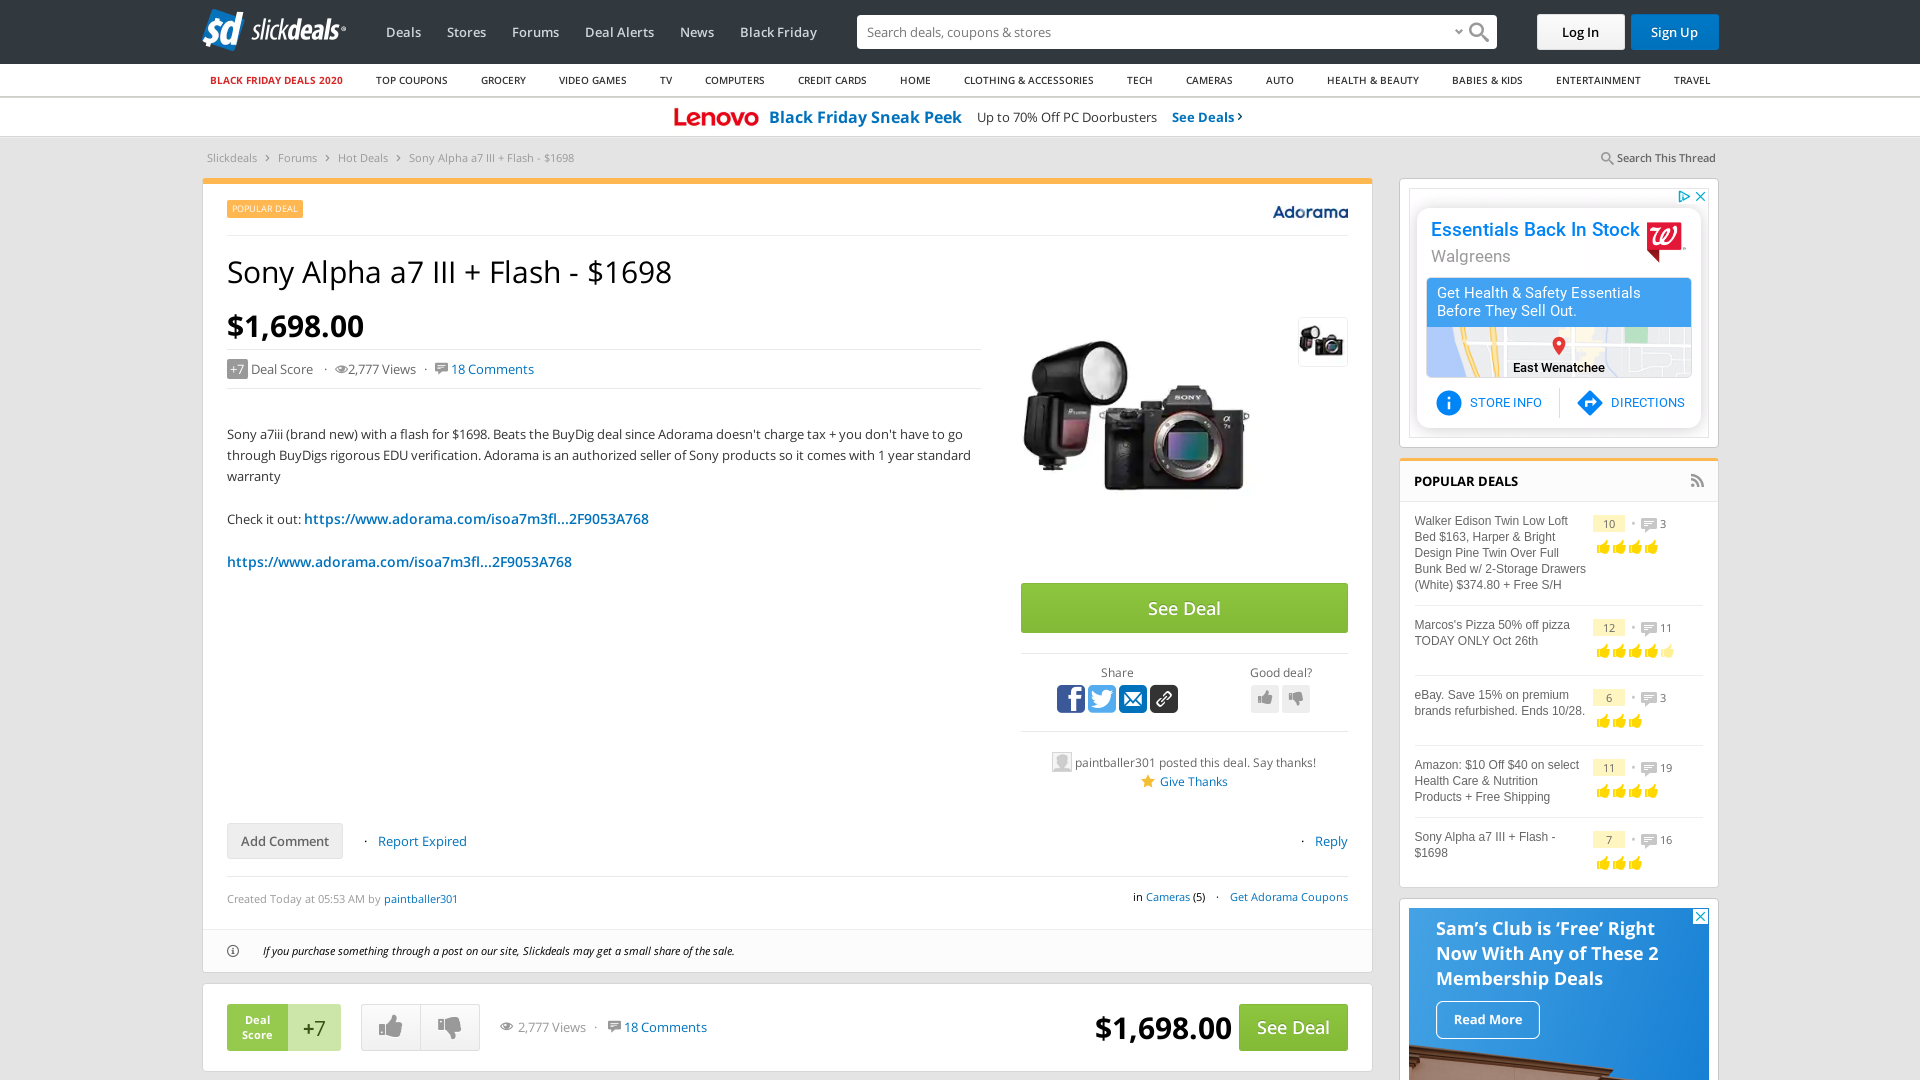 slickdeals
Deals Stores Forums Deal Alerts News Black Friday
Search deals, coupons & shops
Log In
Sign Up
BLACK FRIDAY DEALS 2020 TOP COUPONS GROCERY VIDEO GAMES TV COMPUTERS CREDIT CARDS HOME CLOTHING & ACCESSORIES TECH CAMERAS AUTO HEALTH & BEAUTY BABIES & KIDS ENTERTAINMENT TRAVEL
Lenovo Black Friday Sneak Peek Up to 70% Off PC Doorbusters See Deals
Slickdeals Forums Hot Deals Sony Alpha a7 III + Flash - $1698
Search This Thread
POPULAR DEAL
Adorama
Sony Alpha a7 III + Flash - $1698
$1,698.00
+7 Deal Score · 2,777 Views · 18 Comments
Sony a7iii (brand new) with a flash for $1698. Beats the BuyDig deal since Adorama doesn't charge tax + you don't have to go
through BuyDigs rigorous EDU verification. Adorama is an authorized seller of Sony products so it comes with 1 year standard
warranty
Check it out: https://www.adorama.com/isoa7m3fl...2F9053A768
https://www.adorama.com/isoa7m3fl...2F9053A768
SONY
See Deal
Share
Good deal?
paintballer301 posted this deal. Say thanks!
Give Thanks
Add Comment · Report Expired
· Reply
Created Today at 05:53 AM by paintballer301
in Cameras (5) · Get Adorama Coupons
If you purchase something through a post on our site, Slickdeals may get a small share of the sale.
Deal
Score
+7
2,777 Views · 18 Comments
$1,698.00
See Deal
Essentials Back In Stock
Walgreens
Get Health & Safety Essentials
Before They Sell Out.
East Wenatchee
STORE INFO
DIRECTIONS
POPULAR DEALS
Walker Edison Twin Low Loft
Bed $163, Harper & Bright
Design Pine Twin Over Full
Bunk Bed w/ 2-Storage Drawers
(White) $374.80 + Free S/H
10 · 3
Marcos's Pizza 50% off pizza
TODAY ONLY Oct 26th
12 · 11
eBay. Save 15% on premium
brands refurbished. Ends 10/28.
6 · 3
Amazon: $10 Off $40 on select
Health Care & Nutrition
Products + Free Shipping
11 · 19
Sony Alpha a7 III + Flash -
$1698
7 · 16
Sam's Club is ‘Free’ Right
Now With Any of These 2
Membership Deals
Read More